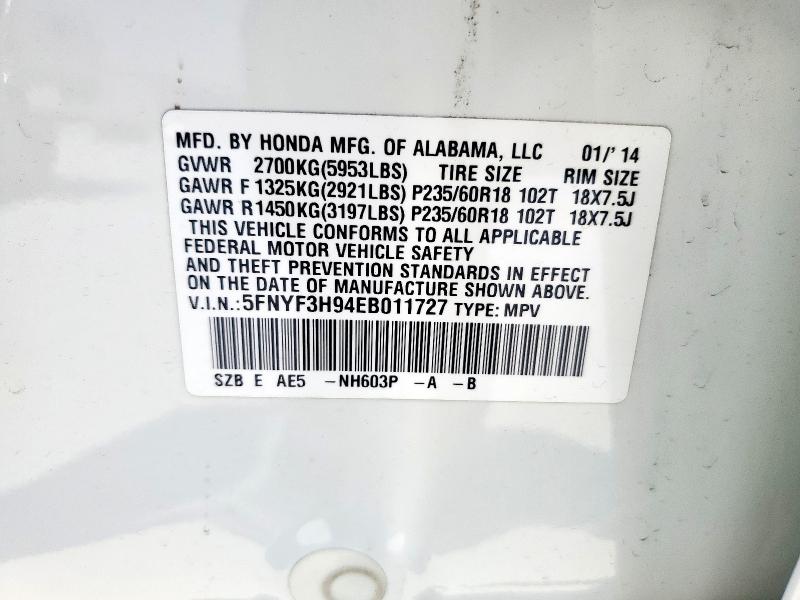 MFD. BY HONDA MFG. OF ALABAMA, LLC 01/'14
GVWR 2700KG(5953LBS) TIRE SIZE RIM SIZE
GAWR F 1325KG(2921LBS) P235/60R18 102T 18X7.5J
GAWR R1450KG(3197LBS) P235/60R18 102T 18X7.5J
THIS VEHICLE CONFORMS TO ALL APPLICABLE
FEDERAL MOTOR VEHICLE SAFETY
AND THEFT PREVENTION STANDARDS IN EFFECT
ON THE DATE OF MANUFACTURE SHOWN ABOVE.
V.I.N.:5FNYF3H94EB011727 TYPE: MPV
SZB E AE5 -NH603P -A -B